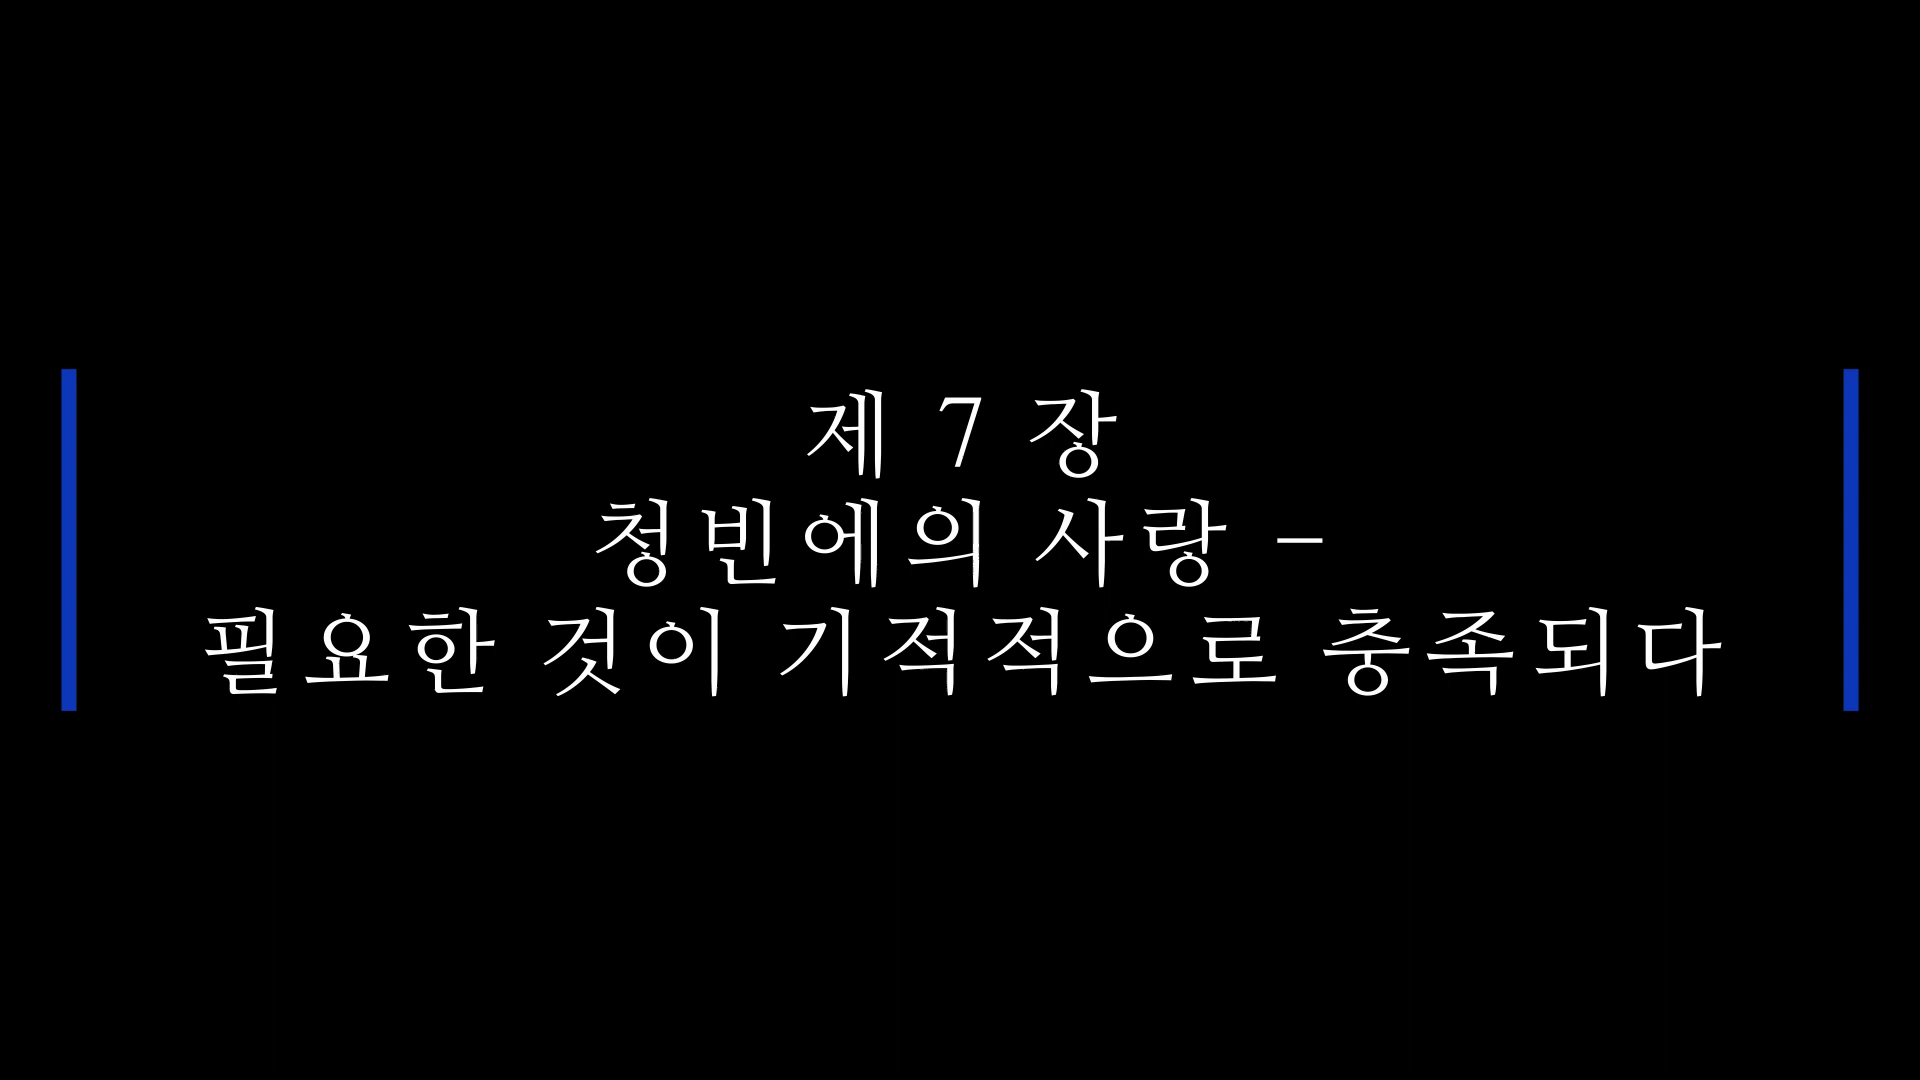 제 7 장
청빈에의 사랑 –
필요한 것이 기적적으로 충족되다